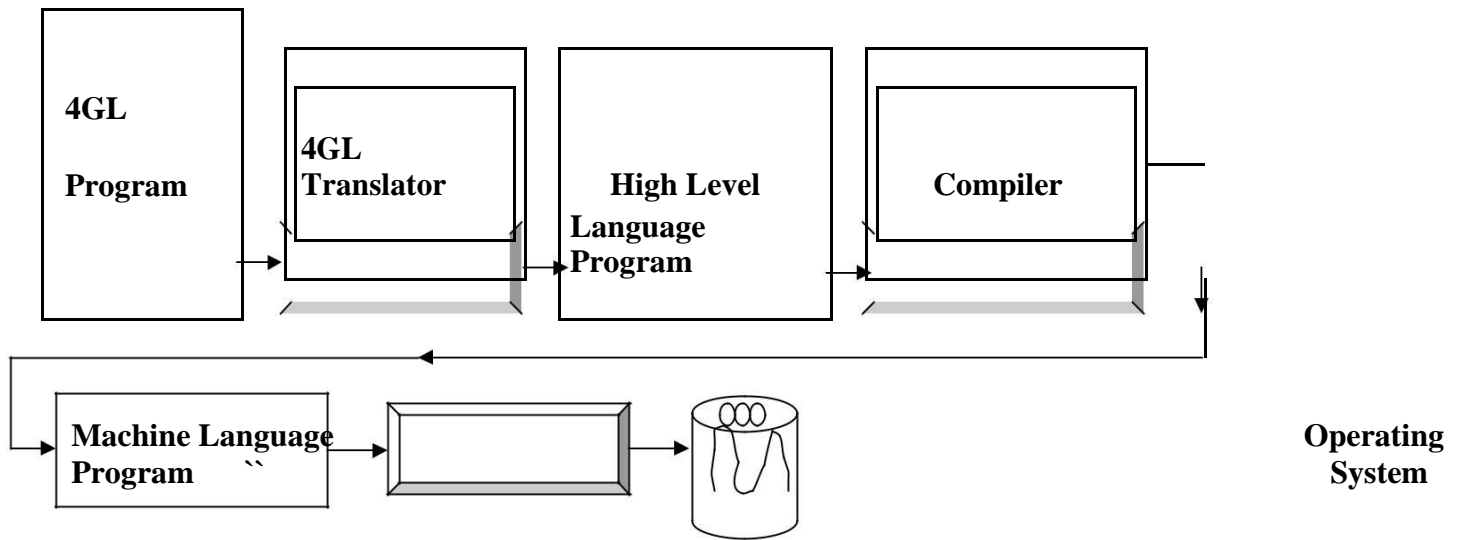 4GL
Program
4GL
Translator
High Level
Language
Program
Compiler
Machine Language
Program ``
Operating
System